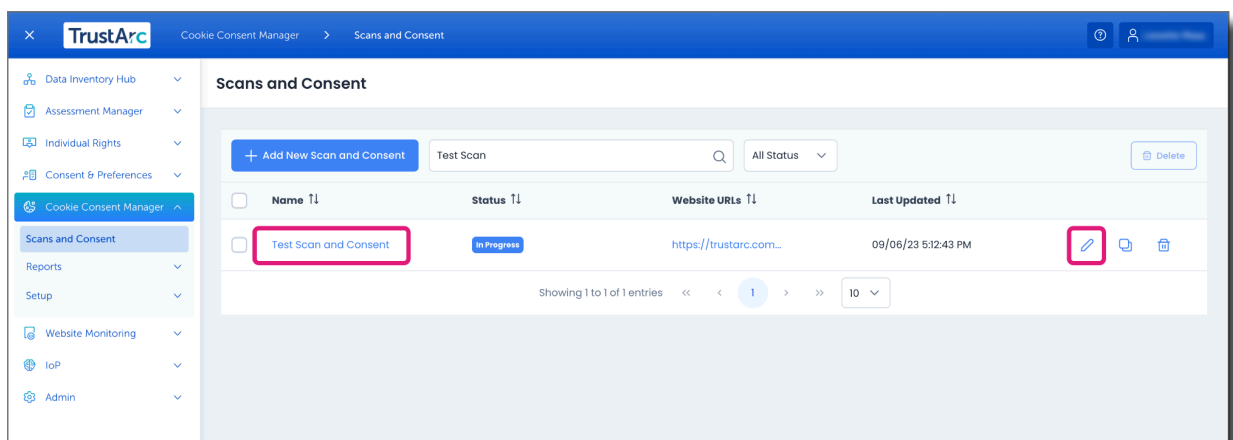 TrustArc
Cookie Consent Manager > Scans and Consent
Data Inventory Hub
Assessment Manager
Individual Rights
Consent & Preferences
Cookie Consent Manager
Scans and Consent
Reports
Setup
Website Monitoring
IoP
Admin
Scans and Consent
+ Add New Scan and Consent Test Scan All Status Delete
Name Status Website URLs Last Updated
Test Scan and Consent In Progress https://trustarc.com... 09/06/23 5:12:43 PM
Showing 1 to 1 of 1 entries << < 1 > >> 10